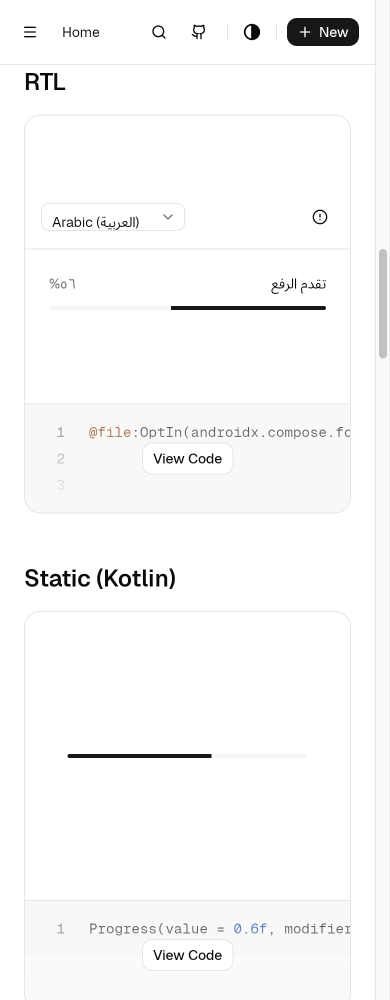 Home
New
RTL
Arabic (العربية)
تقدم الرفع
%٥٦
1 @file:OptIn(androidx.compose.fo
2
View Code
3
Static (Kotlin)
1 Progress(value = 0.6f, modifier
View Code